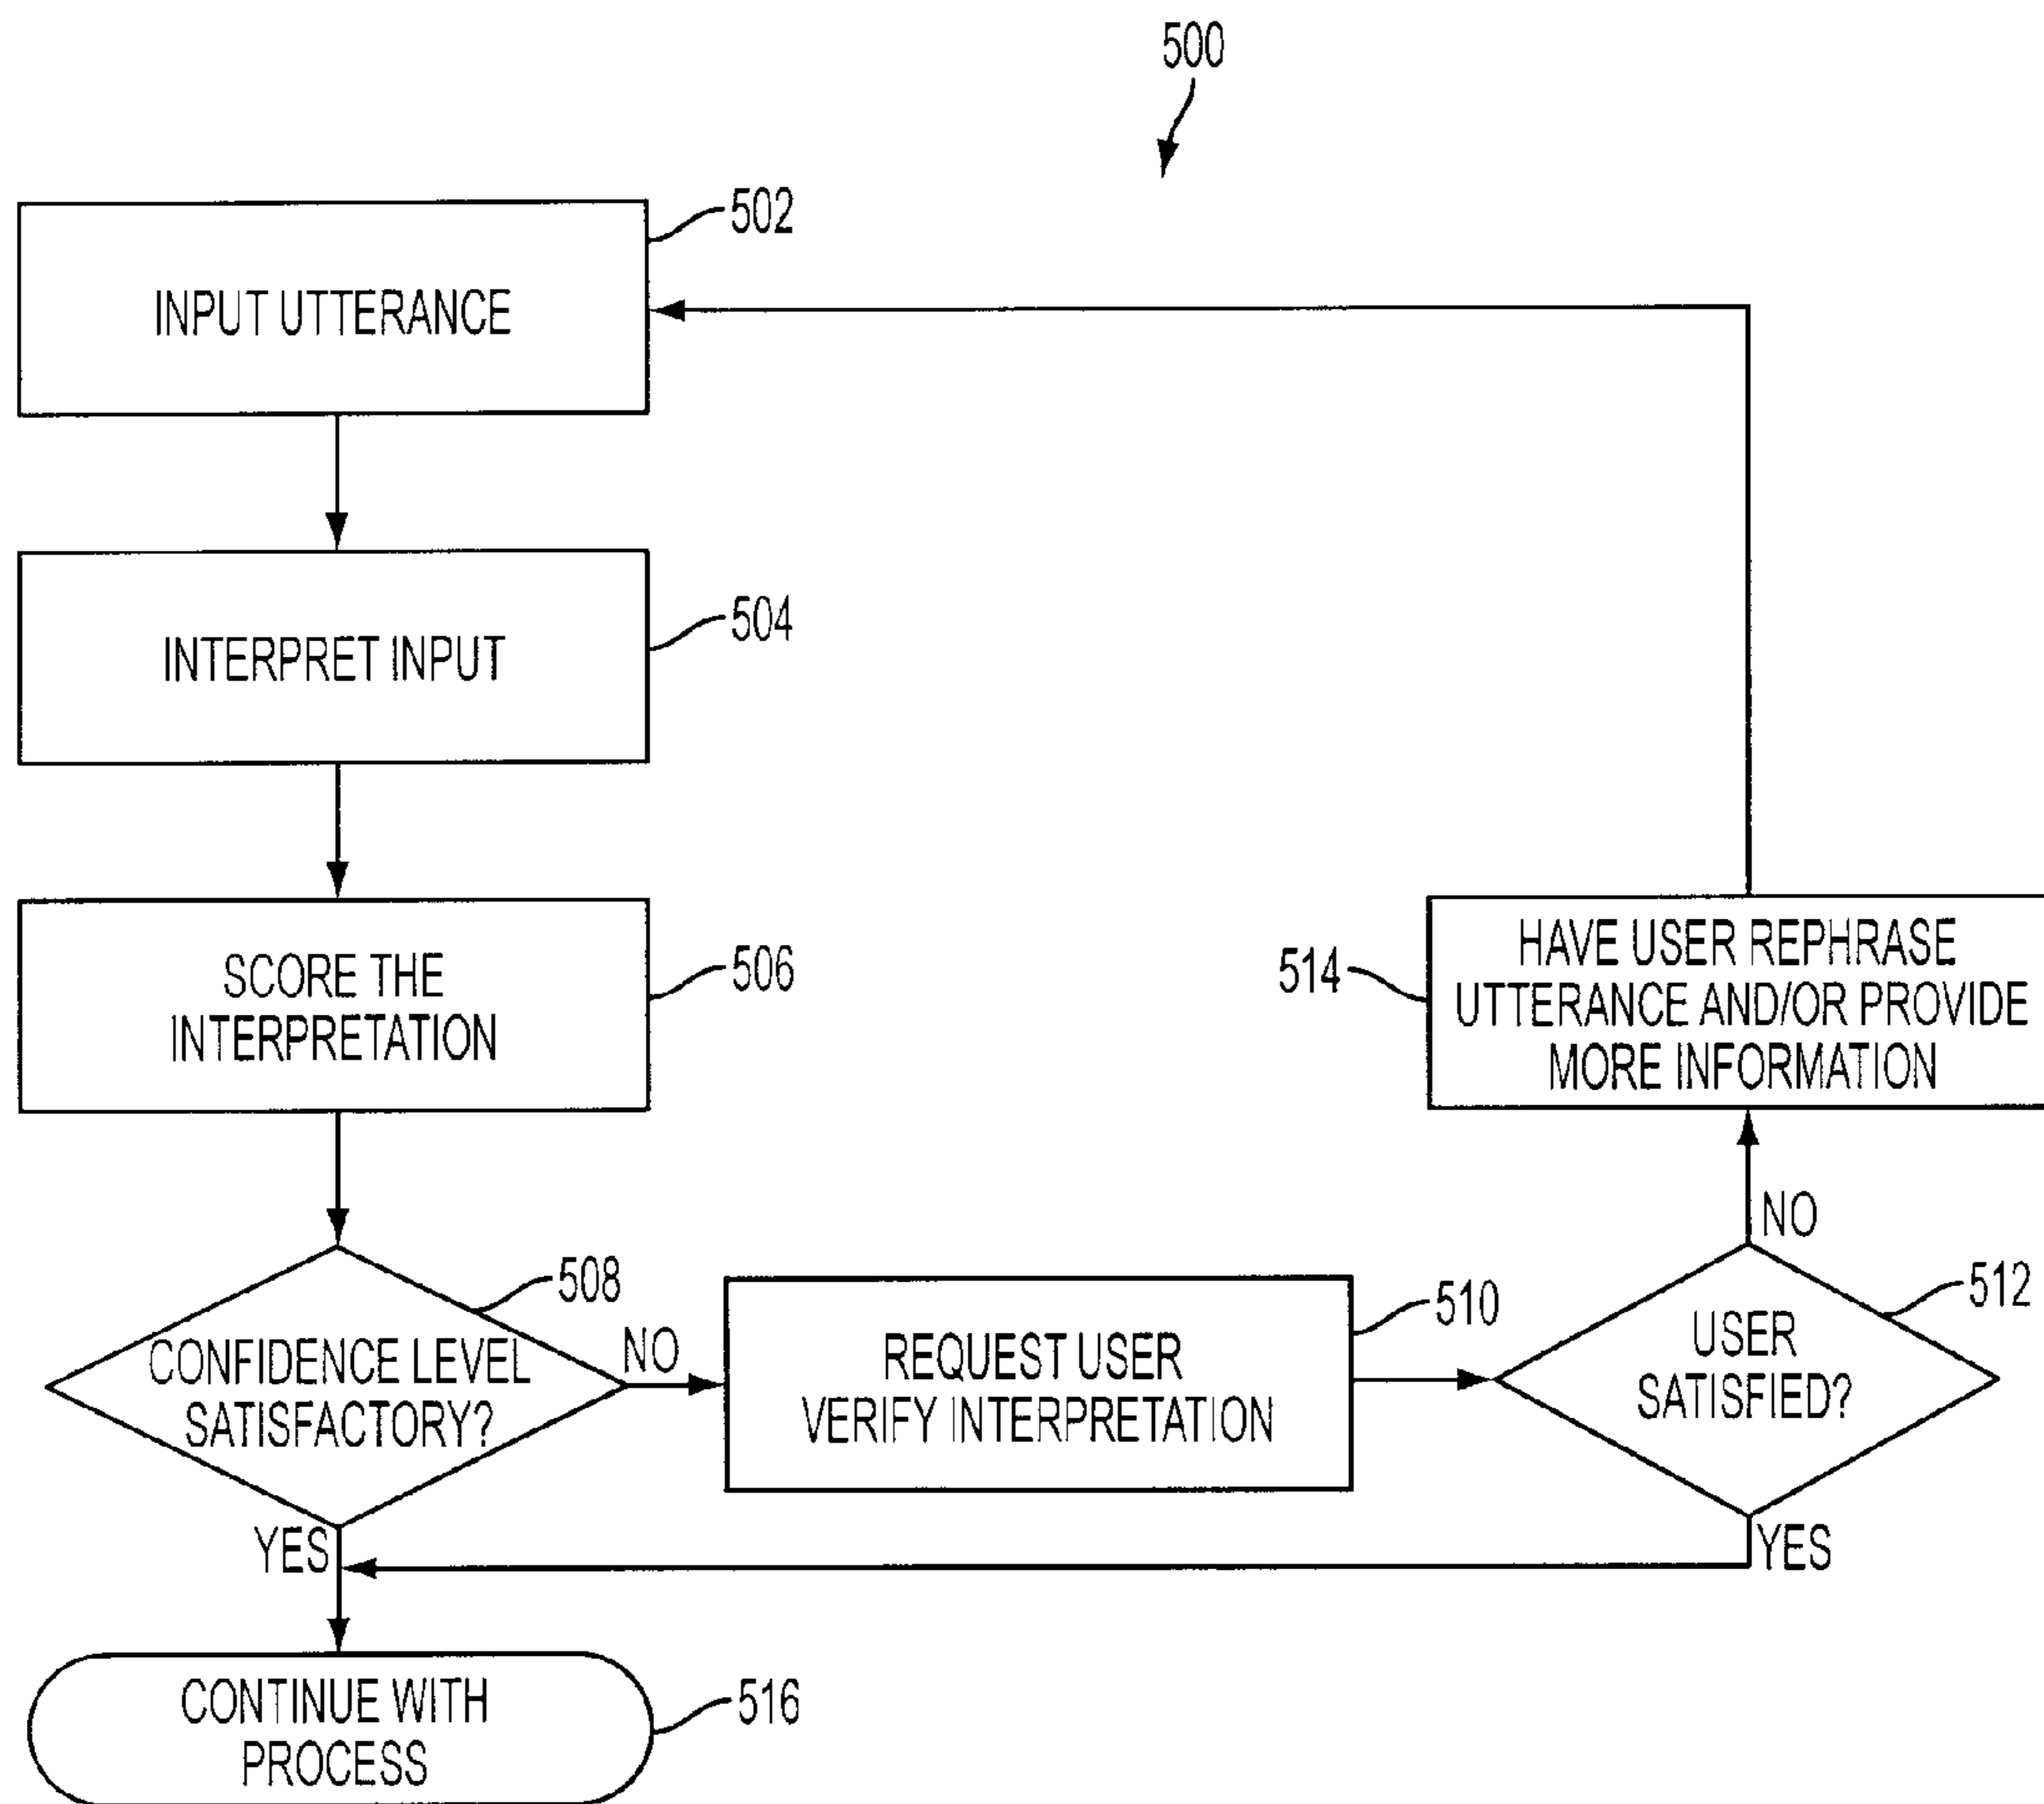 500
INPUT UTTERANCE
502
INTERPRET INPUT
504
SCORE THE
INTERPRETATION
506
CONFIDENCE LEVEL
SATISFACTORY?
508
NO
YES
REQUEST USER
VERIFY INTERPRETATION
510
USER
SATISFIED?
512
NO
YES
HAVE USER REPHRASE
UTTERANCE AND/OR PROVIDE
MORE INFORMATION
514
CONTINUE WITH
PROCESS
516